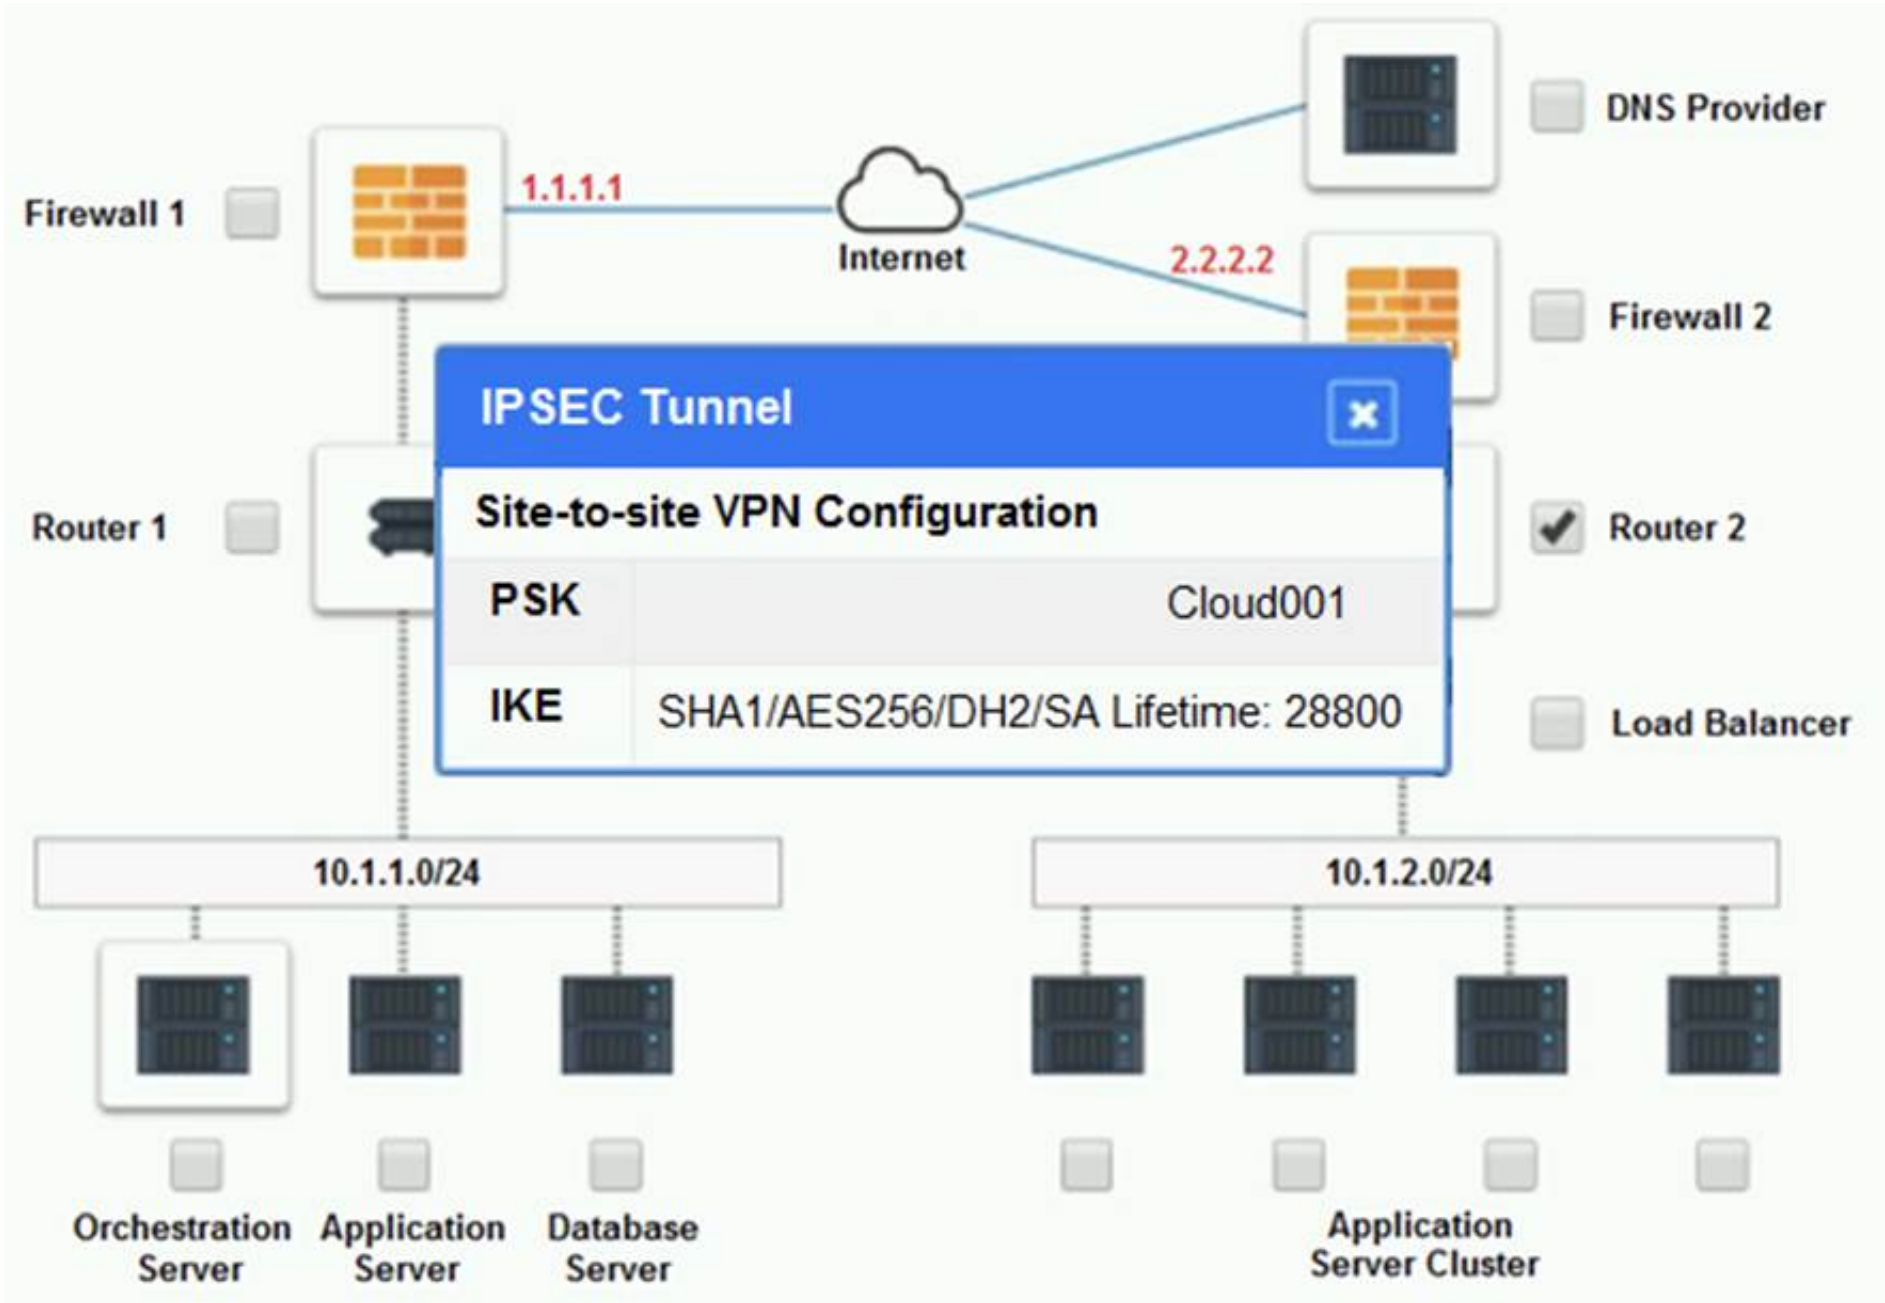 DNS Provider
Firewall 1
1.1.1.1
Internet
2.2.2.2
Firewall 2
IPSEC Tunnel
Site-to-site VPN Configuration
Router 1
Router 2
PSK Cloud001
IKE SHA1/AES256/DH2/SA Lifetime: 28800
Load Balancer
10.1.1.0/24
10.1.2.0/24
Orchestration
Server
Application
Server
Database
Server
Application
Server Cluster